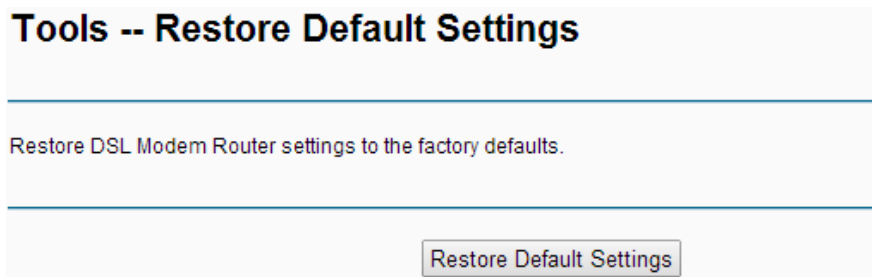 Tools -- Restore Default Settings
Restore DSL Modem Router settings to the factory defaults.
Restore Default Settings